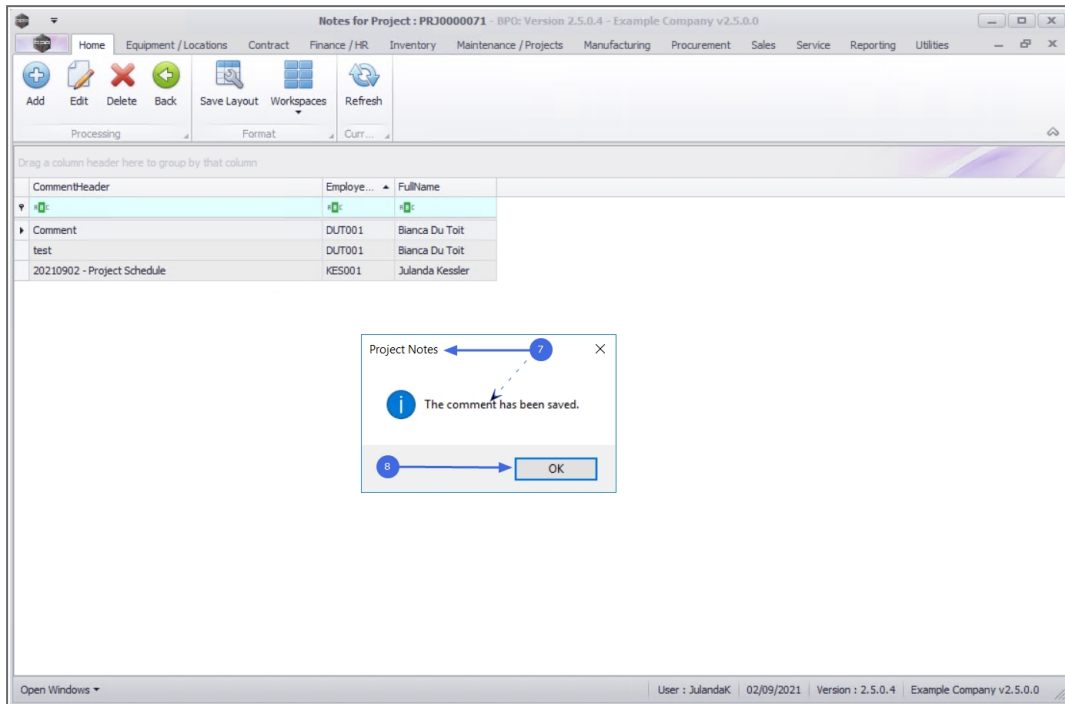 Notes for Project : PRJ0000071 - BPO: Version 2.5.0.4 - Example Company v2.5.0.0
Home Equipment / Locations Contract Finance / HR Inventory Maintenance / Projects Manufacturing Procurement Sales Service Reporting Utilities
Add Edit Delete Back Save Layout Workspaces Refresh
Processing Format Curr...
Drag a column header here to group by that column
CommentHeader Employe... FullName
Comment DUT001 Bianca Du Toit
test DUT001 Bianca Du Toit
20210902 - Project Schedule KES001 Julanda Kessler
Project Notes 7
The comment has been saved.
8 OK
Open Windows User : JulandaK 02/09/2021 Version : 2.5.0.4 Example Company v2.5.0.0